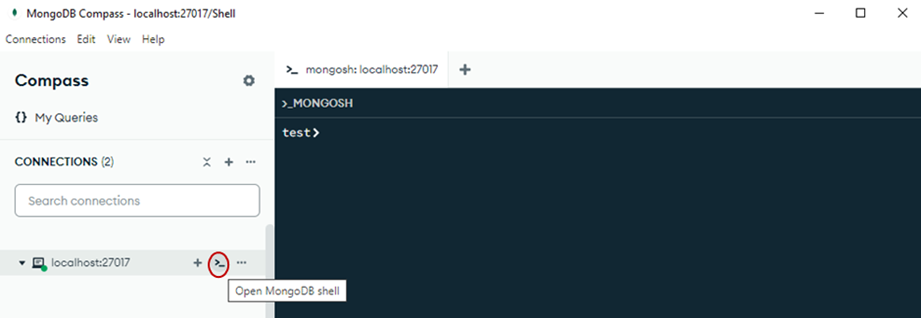 MongoDB Compass - localhost:27017/Shell
Connections Edit View Help
Compass
{} My Queries
CONNECTIONS (2)
Search connections
localhost:27017
Open MongoDB shell
>_ mongosh: localhost:27017
>_MONGOSH
test>